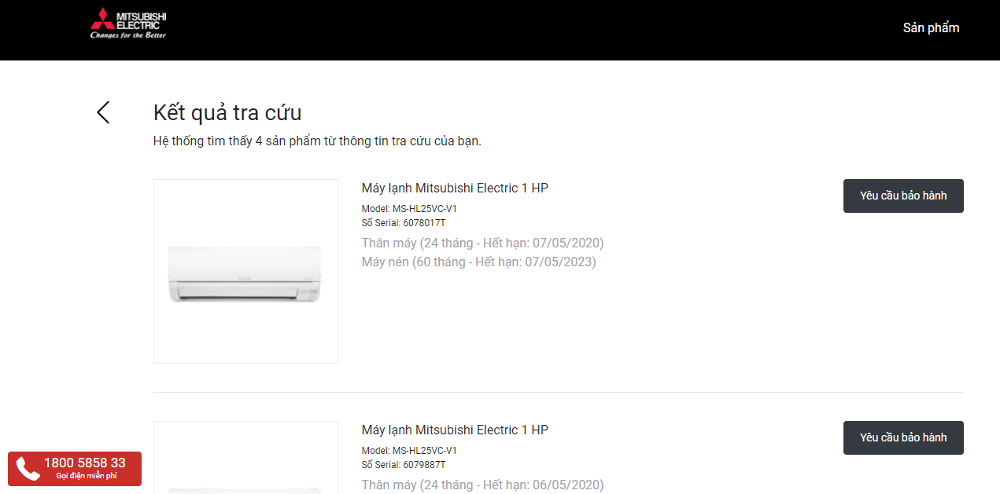 MITSUBISHI
ELECTRIC
Changes for the Better
Sản phẩm
Kết quả tra cứu
Hệ thống tìm thấy 4 sản phẩm từ thông tin tra cứu của bạn.
Máy lạnh Mitsubishi Electric 1 HP
Yêu cầu bảo hành
Model: MS-HL25VC-V1
Số Serial: 6078017T
Thân máy (24 tháng - Hết hạn: 07/05/2020)
Máy nén (60 tháng - Hết hạn: 07/05/2023)
Máy lạnh Mitsubishi Electric 1 HP
Yêu cầu bảo hành
Model: MS-HL25VC-V1
Số Serial: 6079887T
Thân máy (24 tháng - Hết hạn: 06/05/2020)
1800 5858 33
Gọi điện miễn phí